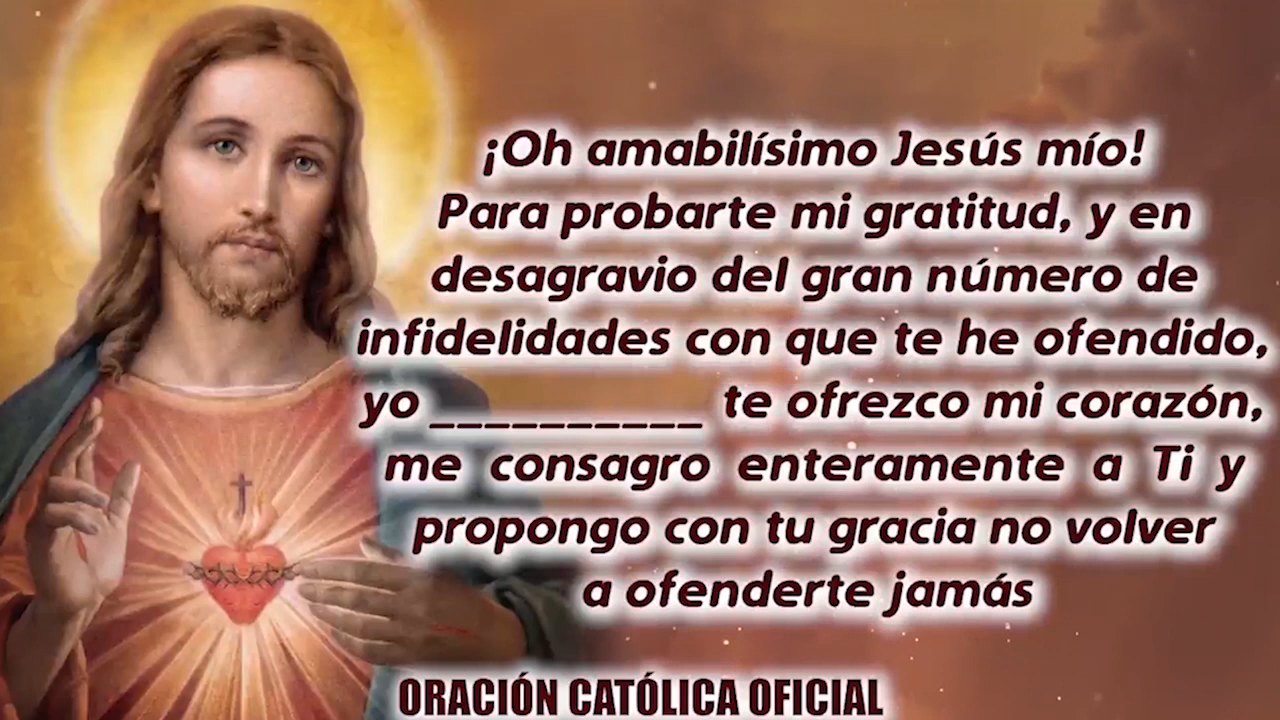 ¡Oh amabilísimo Jesús mío!
Para probarte mi gratitud, y en
desagravio del gran número de
infidelidades con que te he ofendido,
yo __________ te ofrezco mi corazón,
me consagro enteramente a Ti y
propongo con tu gracia no volver
a ofenderte jamás
ORACIÓN CATÓLICA OFICIAL